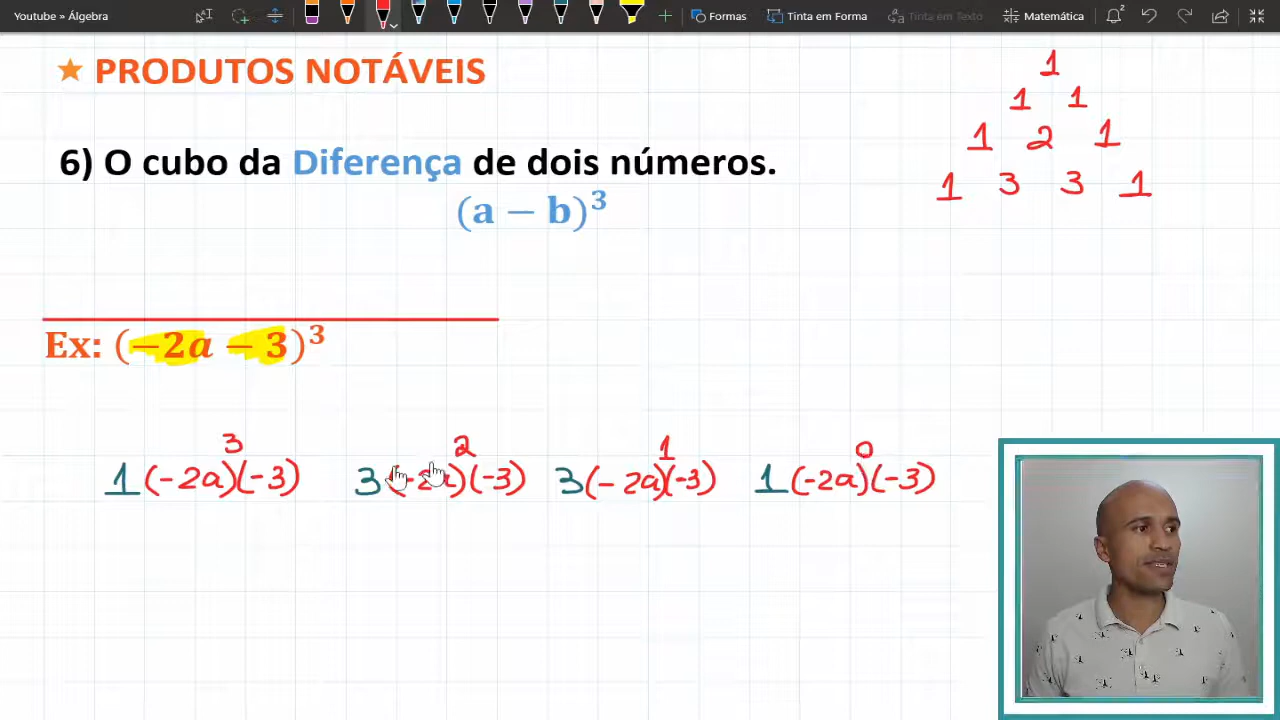 Youtube » Álgebra
Formas
Tinta em Forma
Tinta em Texto
Matemática
★ PRODUTOS NOTÁVEIS
6) O cubo da Diferença de dois números.
(a − b)³
1
1 1
1 2 1
1 3 3 1
Ex: (−2a − 3)³
1(-2a)³(-3) 3(-2a)²(-3) 3(-2a)¹(-3) 1(-2a)⁰(-3)